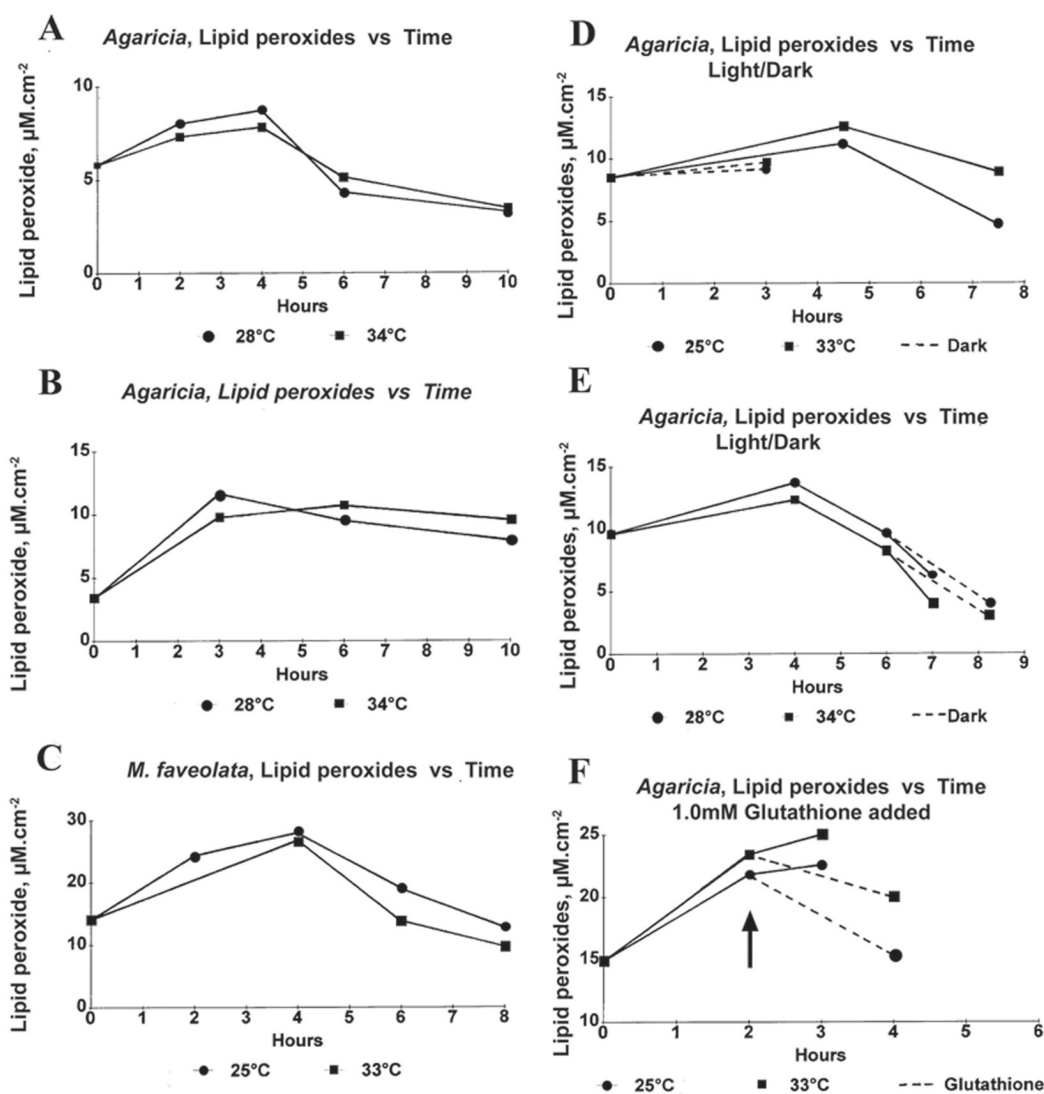 A
Agaricia, Lipid peroxides vs Time
Lipid peroxide, µM.cm-2
10
5
0
0 1 2 3 4 5 6 7 8 9 10
Hours
28°C 34°C
B
Agaricia, Lipid peroxides vs Time
Lipid peroxide, µM.cm-2
15
10
5
0
0 1 2 3 4 5 6 7 8 9 10
Hours
28°C 34°C
C
M. faveolata, Lipid peroxides vs Time
Lipid peroxide, µM.cm-2
30
20
10
0
0 1 2 3 4 5 6 7 8
Hours
25°C 33°C
D
Agaricia, Lipid peroxides vs Time
Light/Dark
Lipid peroxides, µM.cm-2
15
10
5
0
0 1 2 3 4 5 6 7 8
Hours
25°C 33°C Dark
E
Agaricia, Lipid peroxides vs Time
Light/Dark
Lipid peroxides, µM.cm-2
15
10
5
0
0 1 2 3 4 5 6 7 8 9
Hours
28°C 34°C Dark
F
Agaricia, Lipid peroxides vs Time
1.0mM Glutathione added
Lipid peroxides, µM.cm-2
25
20
15
10
0 1 2 3 4 5 6
Hours
25°C 33°C Glutathione